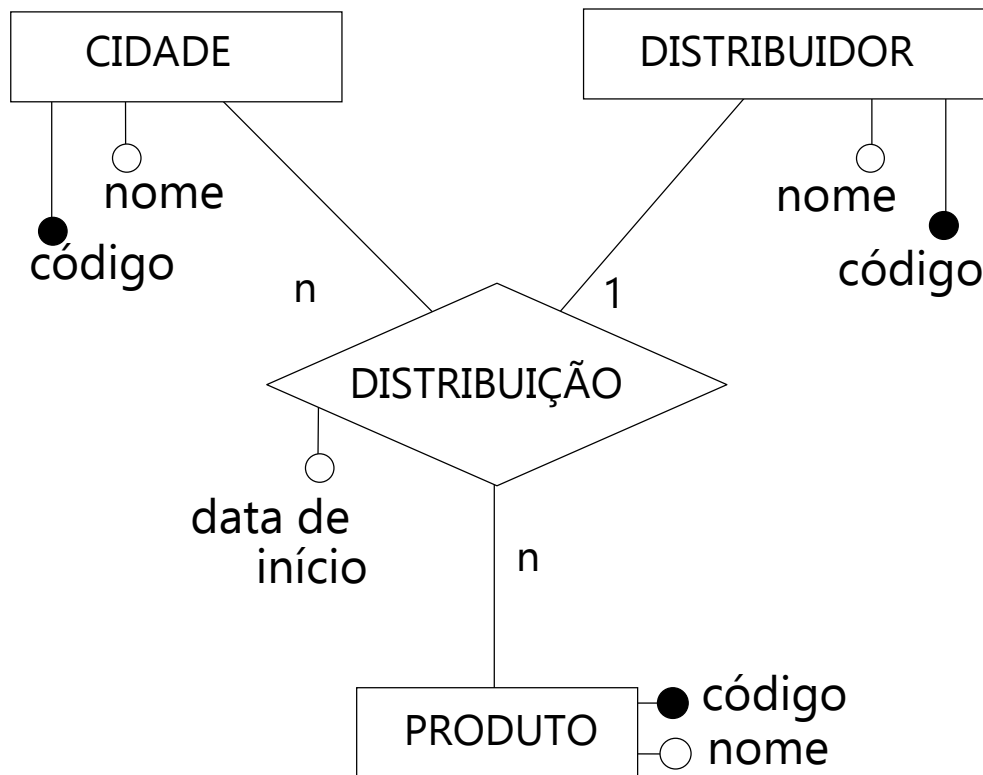 CIDADE
DISTRIBUIDOR
nome
código
nome
código
n
1
DISTRIBUIÇÃO
data de
início
n
código
PRODUTO
nome